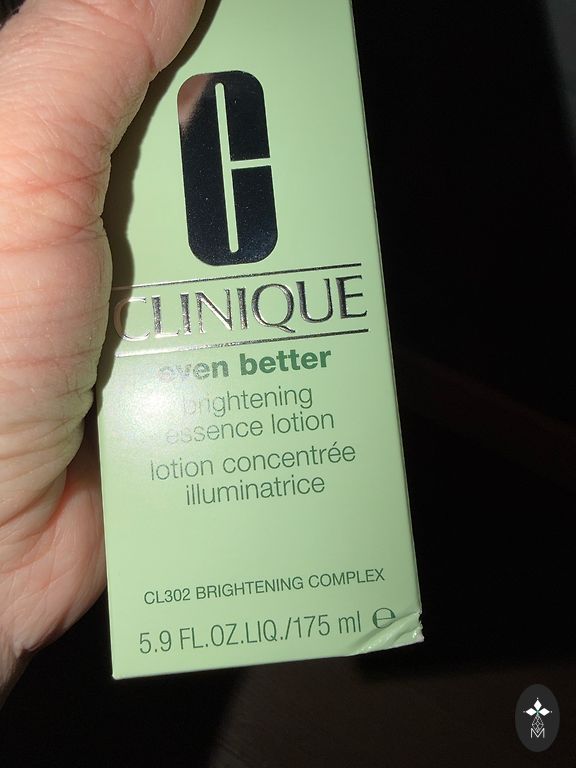 C
CLINIQUE
even better
brightening
essence lotion
lotion concentrée
illuminatrice
CL302 BRIGHTENING COMPLEX
5.9 FL.OZ.LIQ./175 ml ℮
M